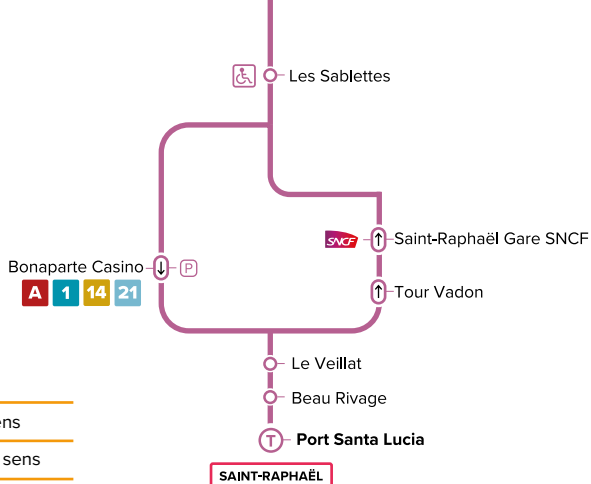 Les Sablettes
SNCF
Saint-Raphaël Gare SNCF
Bonaparte Casino
P
A 1 14 21
Tour Vadon
Le Veillat
Beau Rivage
T Port Santa Lucia
sens
SAINT-RAPHAËL